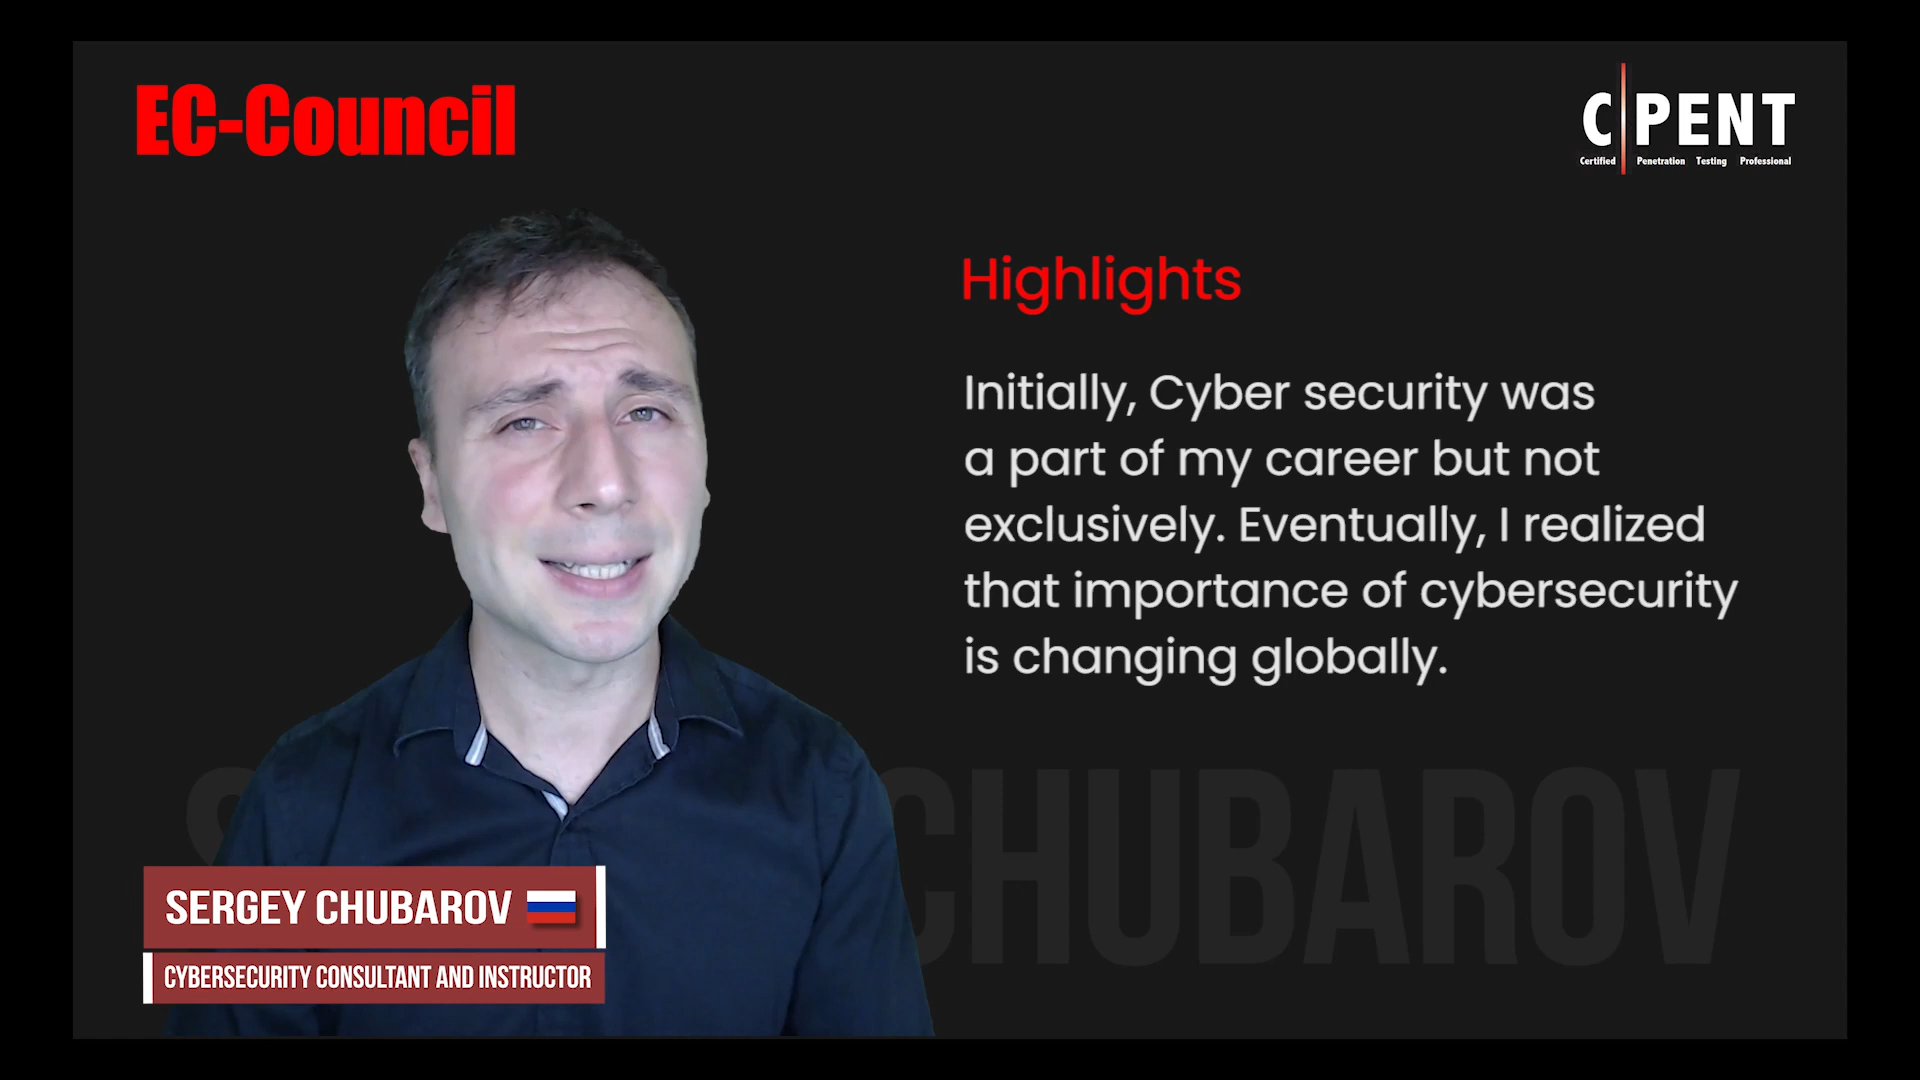 EC-Council
C PENT
Certified Penetration Testing Professional
Highlights
Initially, Cyber security was
a part of my career but not
exclusively. Eventually, I realized
that importance of cybersecurity
is changing globally.
S CHUBAROV
SERGEY CHUBAROV
CYBERSECURITY CONSULTANT AND INSTRUCTOR